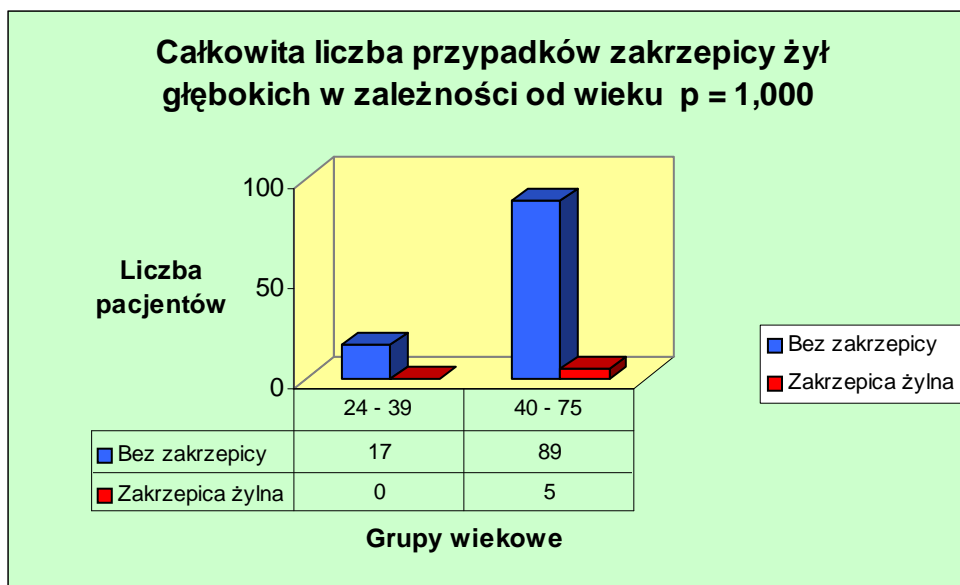 Całkowita liczba przypadków zakrzepicy żył
głębokich w zależności od wieku p = 1,000
100
50
0
Liczba
pacjentów
Bez zakrzepicy
Zakrzepica żylna
24 - 39 40 - 75
Bez zakrzepicy 17 89
Zakrzepica żylna 0 5
Grupy wiekowe